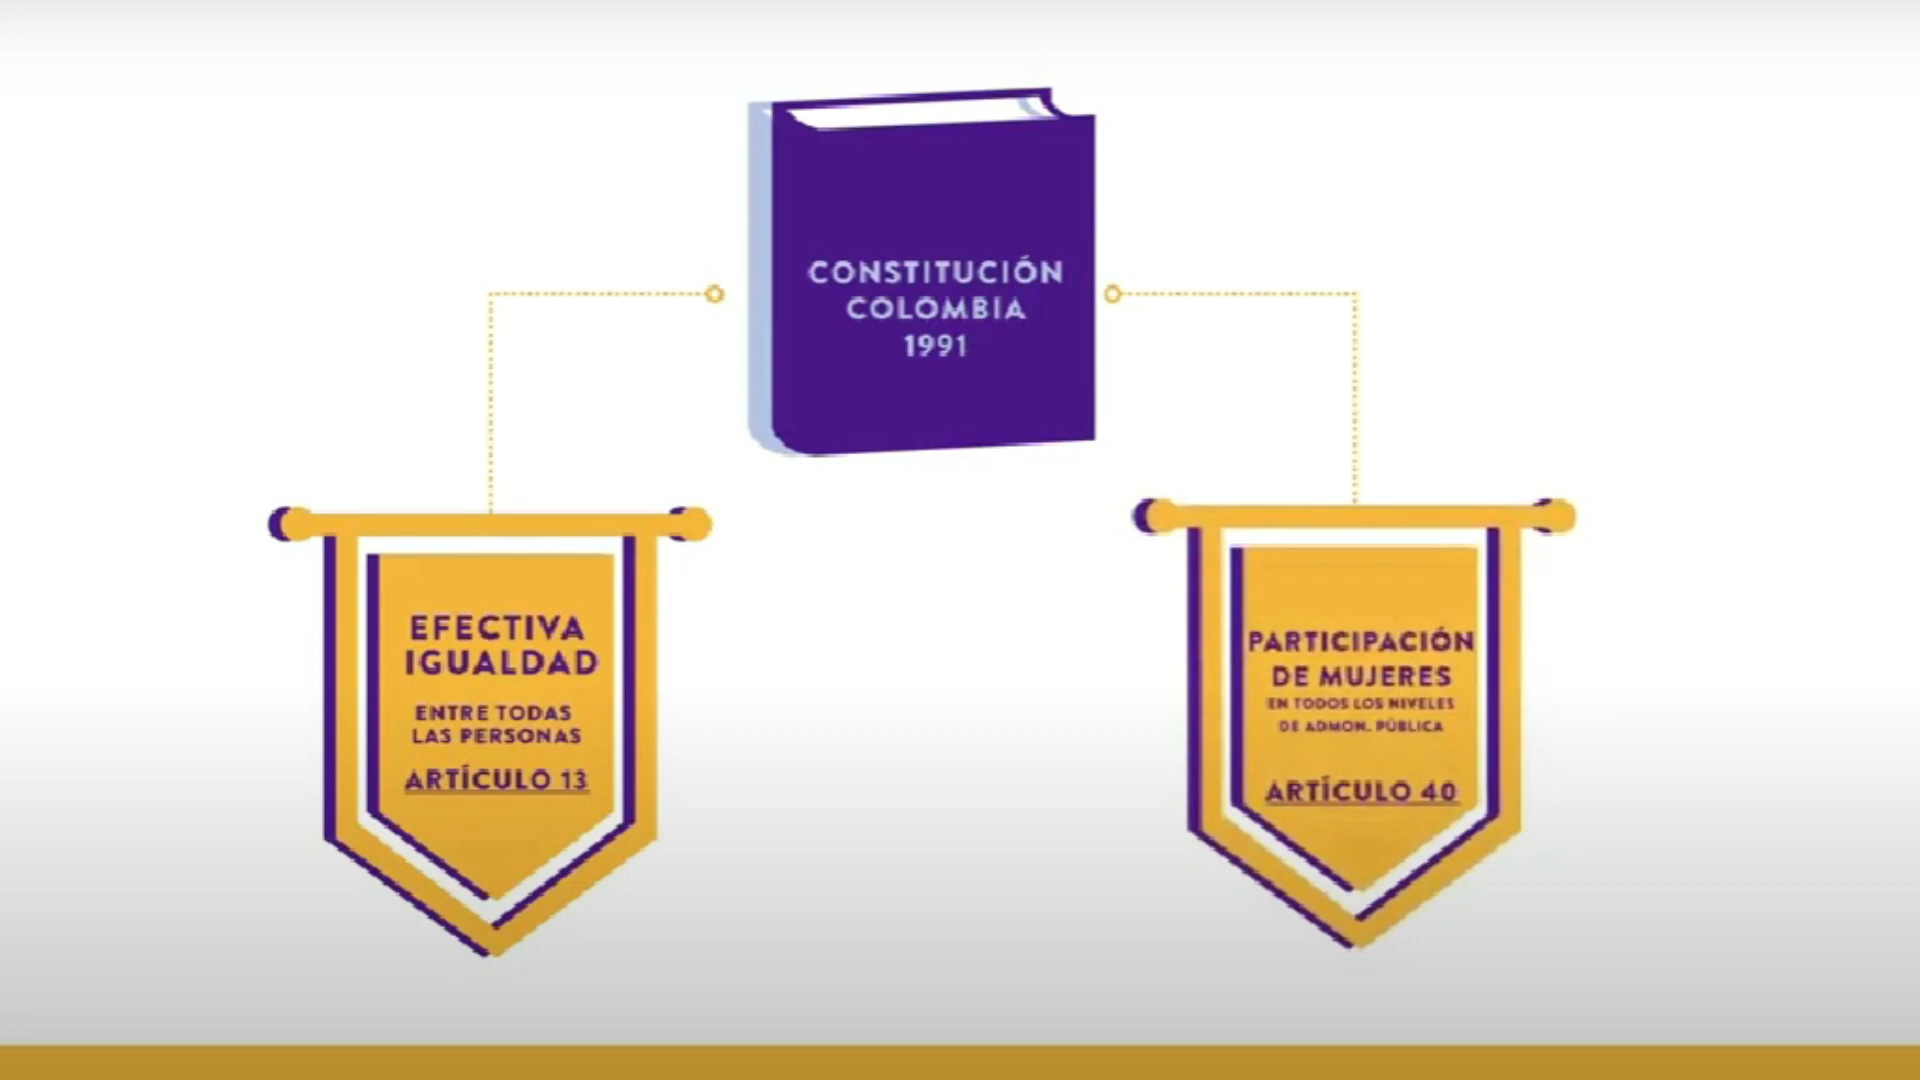 CONSTITUCIÓN
COLOMBIA
1991
EFECTIVA
IGUALDAD
ENTRE TODAS
LAS PERSONAS
ARTÍCULO 13
PARTICIPACIÓN
DE MUJERES
EN TODOS LOS NIVELES
DE ADMON. PÚBLICA
ARTÍCULO 40